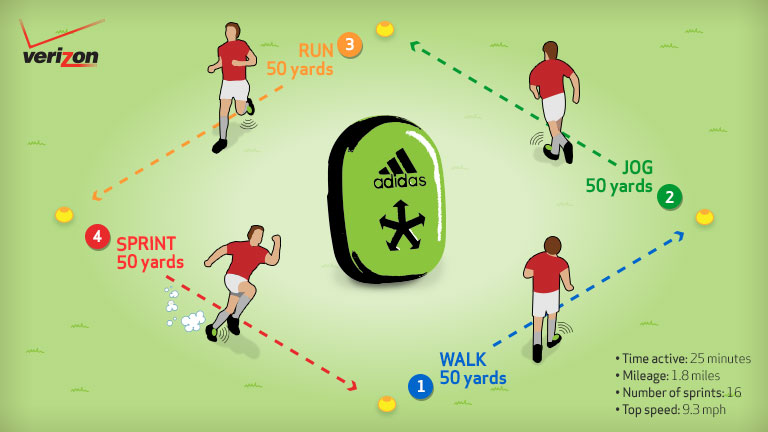 verizon
RUN 3
50 yards
JOG
50 yards
2
adidas
4
SPRINT
50 yards
WALK
1 50 yards
• Time active: 25 minutes
• Mileage: 1.8 miles
• Number of sprints: 16
• Top speed: 9.3 mph